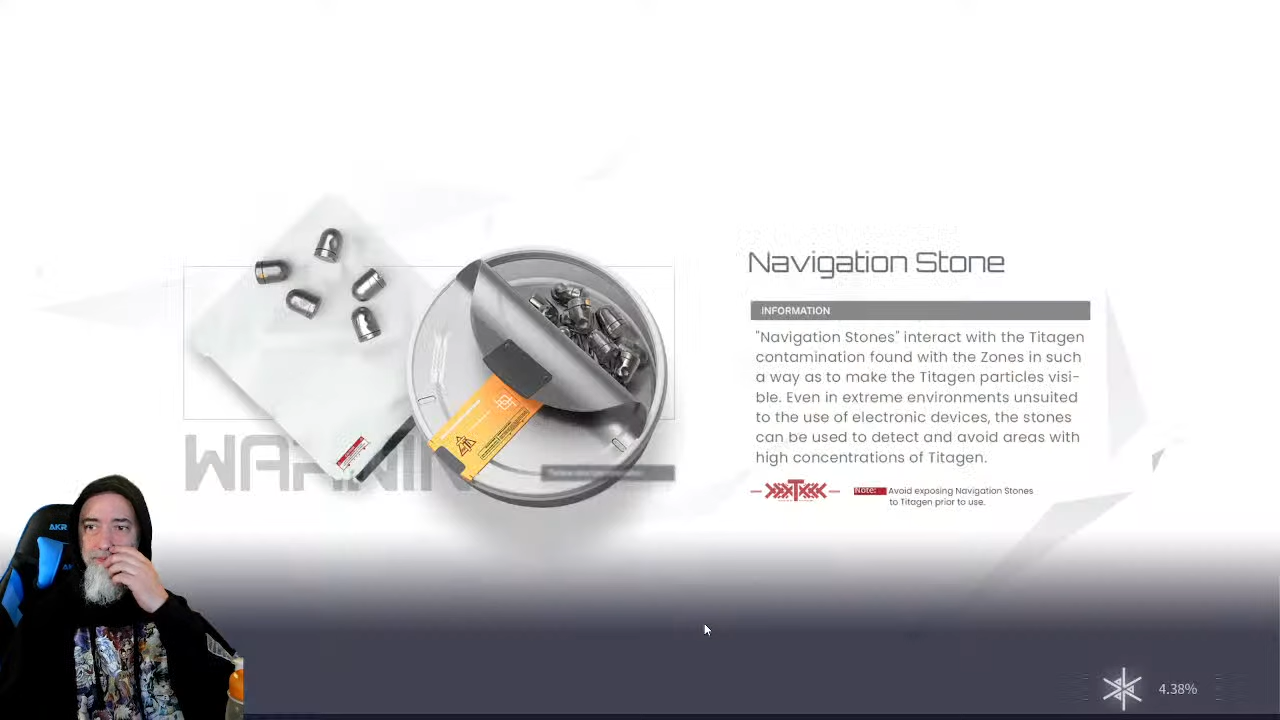 Navigation Stone
INFORMATION
"Navigation Stones" interact with the Titagen
contamination found with the Zones in such
a way as to make the Titagen particles visi-
ble. Even in extreme environments unsuited
to the use of electronic devices, the stones
can be used to detect and avoid areas with
high concentrations of Titagen.
Note: Avoid exposing Navigation Stones
to Titagen prior to use.
AKR
4.38%